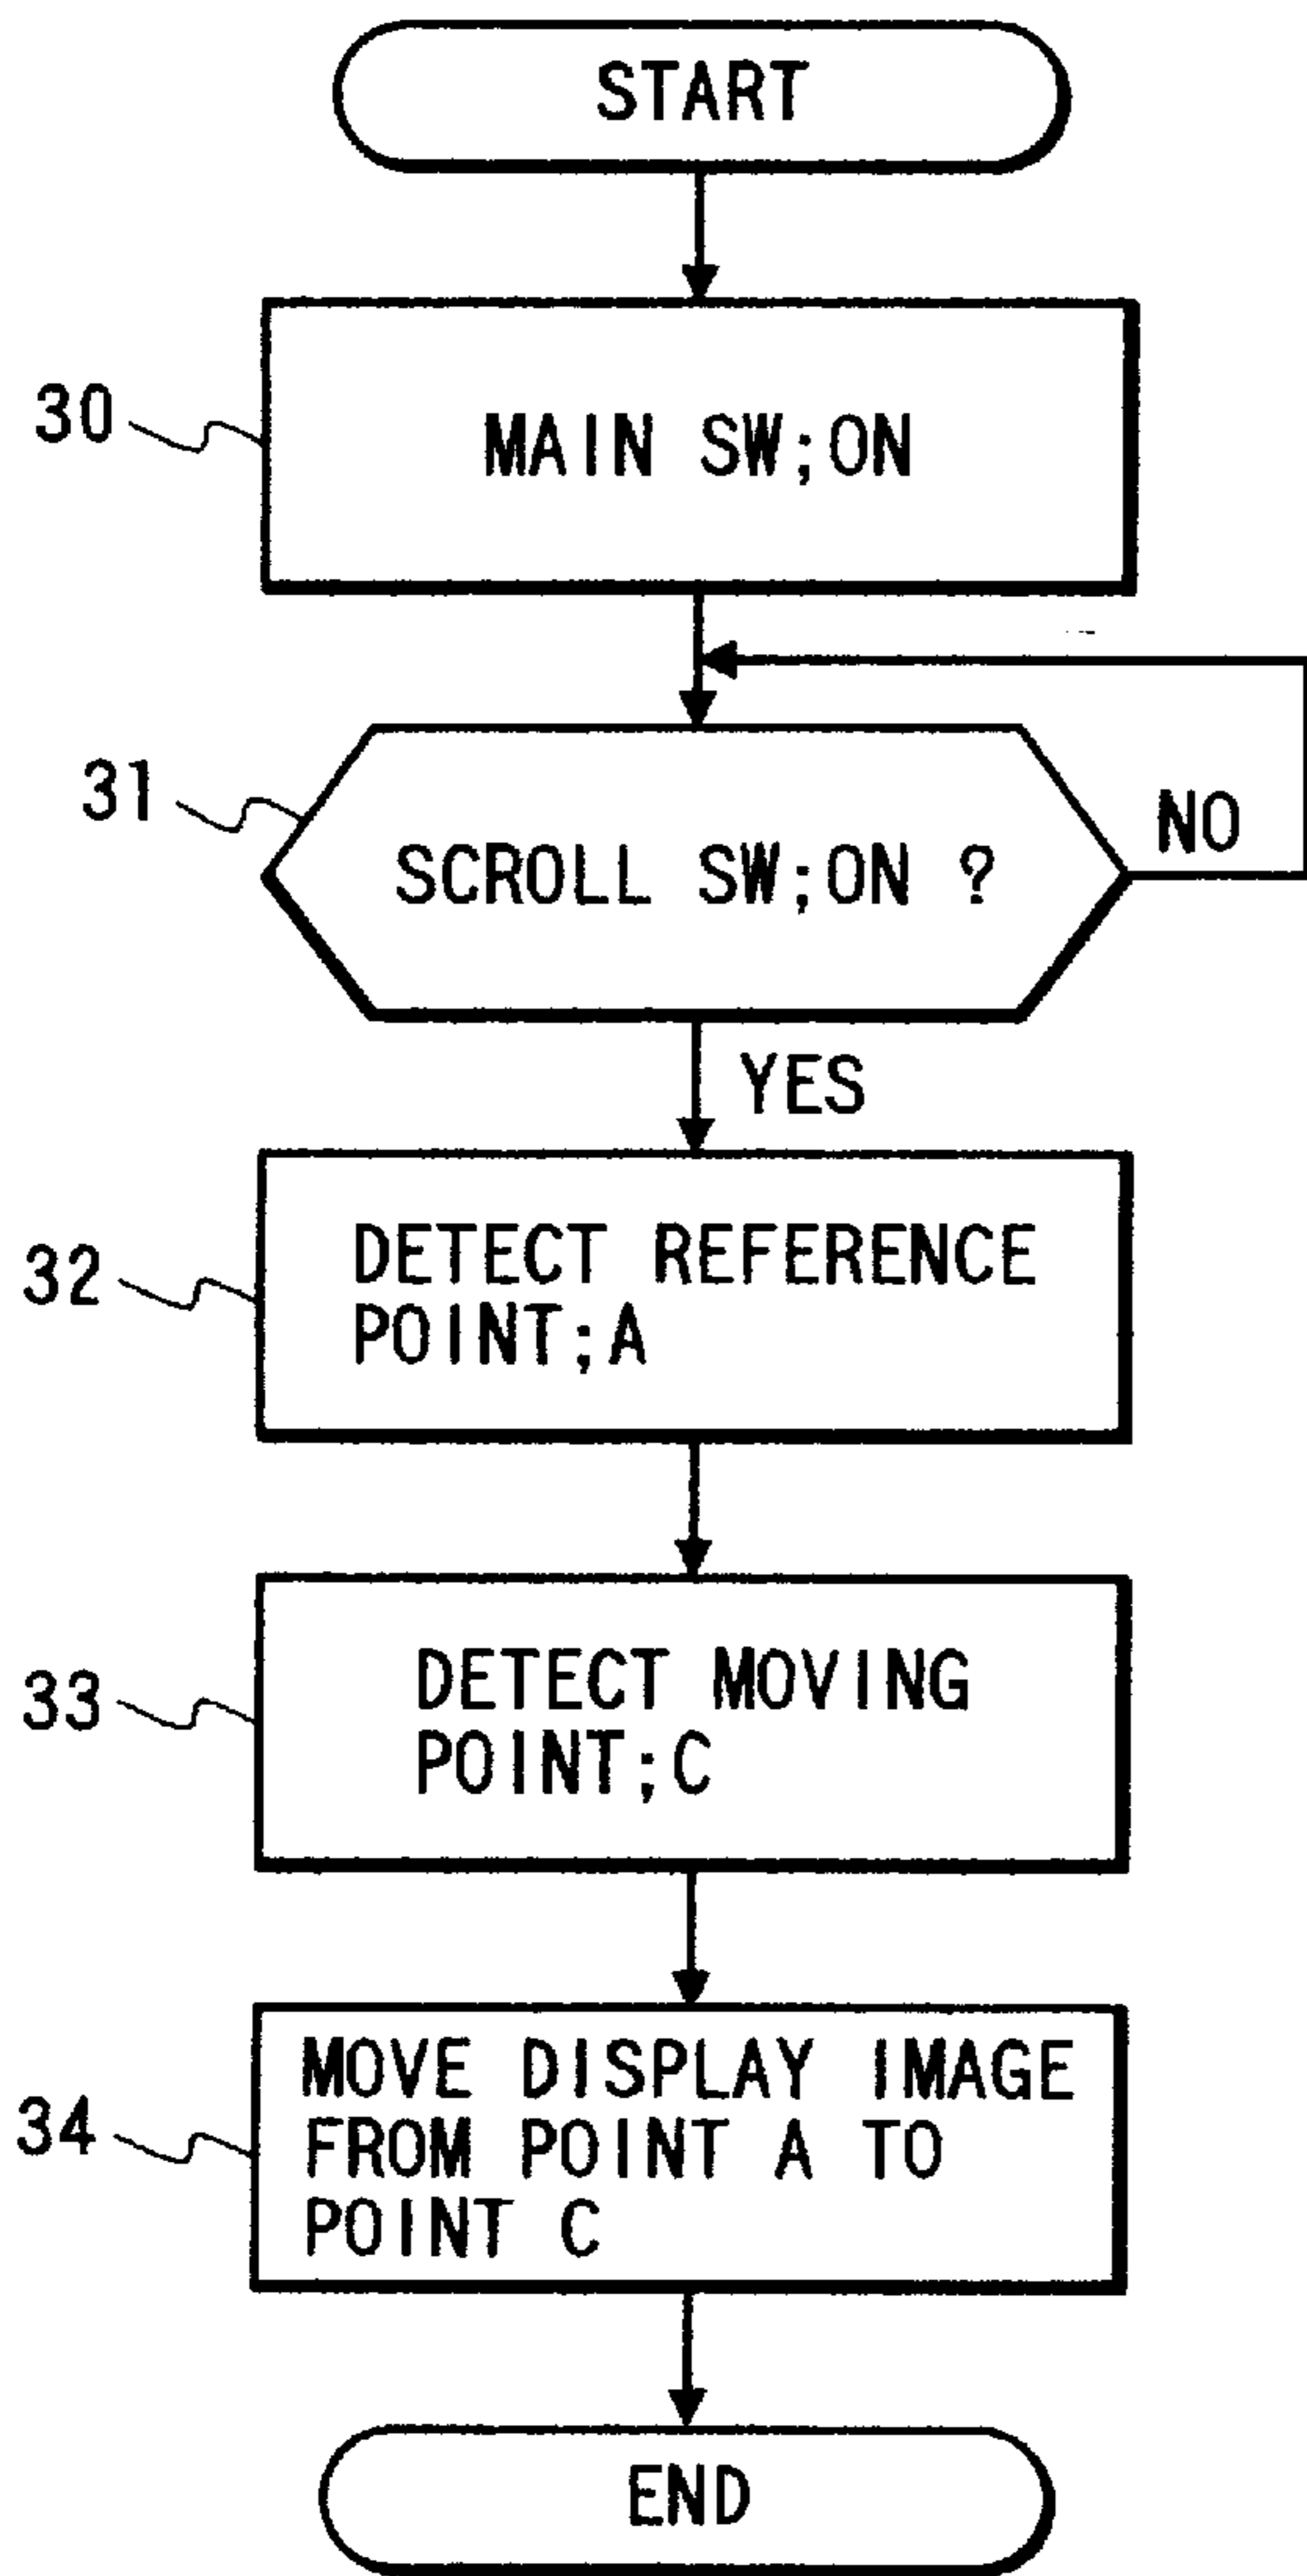 START
30
MAIN SW;ON
31
SCROLL SW;ON ?
NO
YES
32
DETECT REFERENCE
POINT;A
33
DETECT MOVING
POINT;C
34
MOVE DISPLAY IMAGE
FROM POINT A TO
POINT C
END